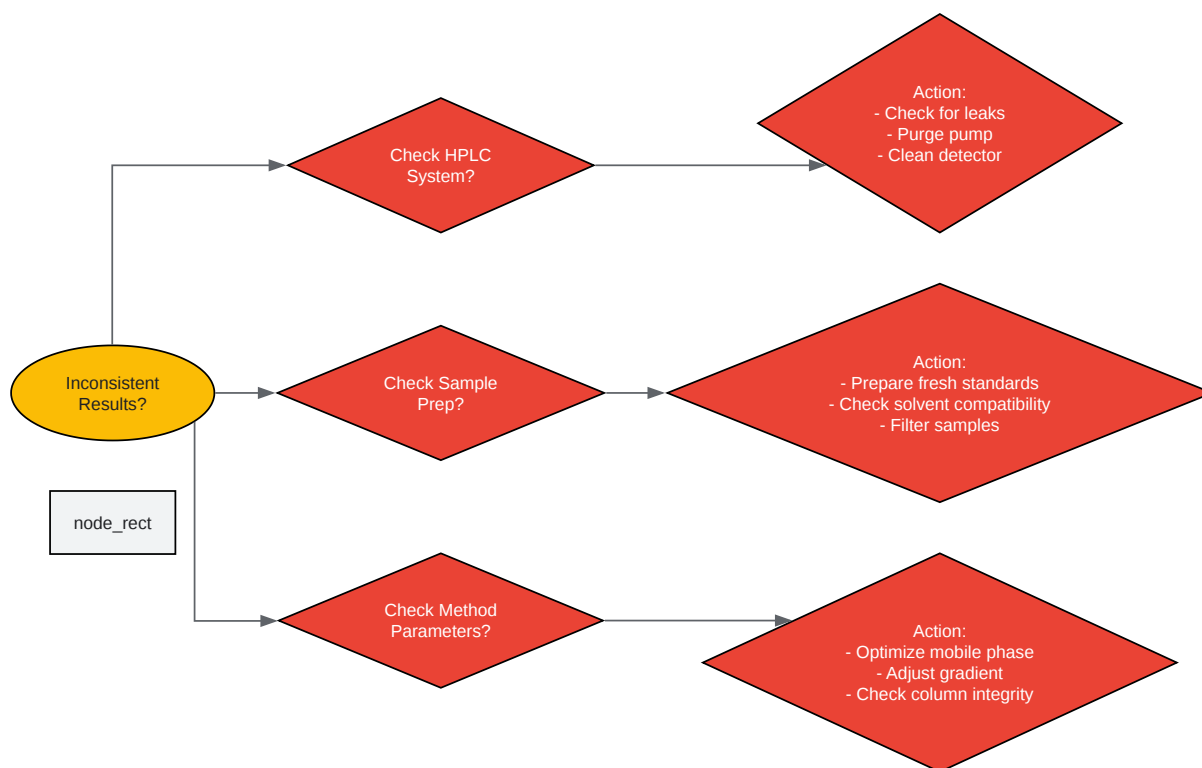 Action:
- Check for leaks
- Purge pump
- Clean detector
Check HPLC
System?
Inconsistent
Results?
Check Sample
Prep?
Action:
- Prepare fresh standards
- Check solvent compatibility
- Filter samples
node_rect
Check Method
Parameters?
Action:
- Optimize mobile phase
- Adjust gradient
- Check column integrity